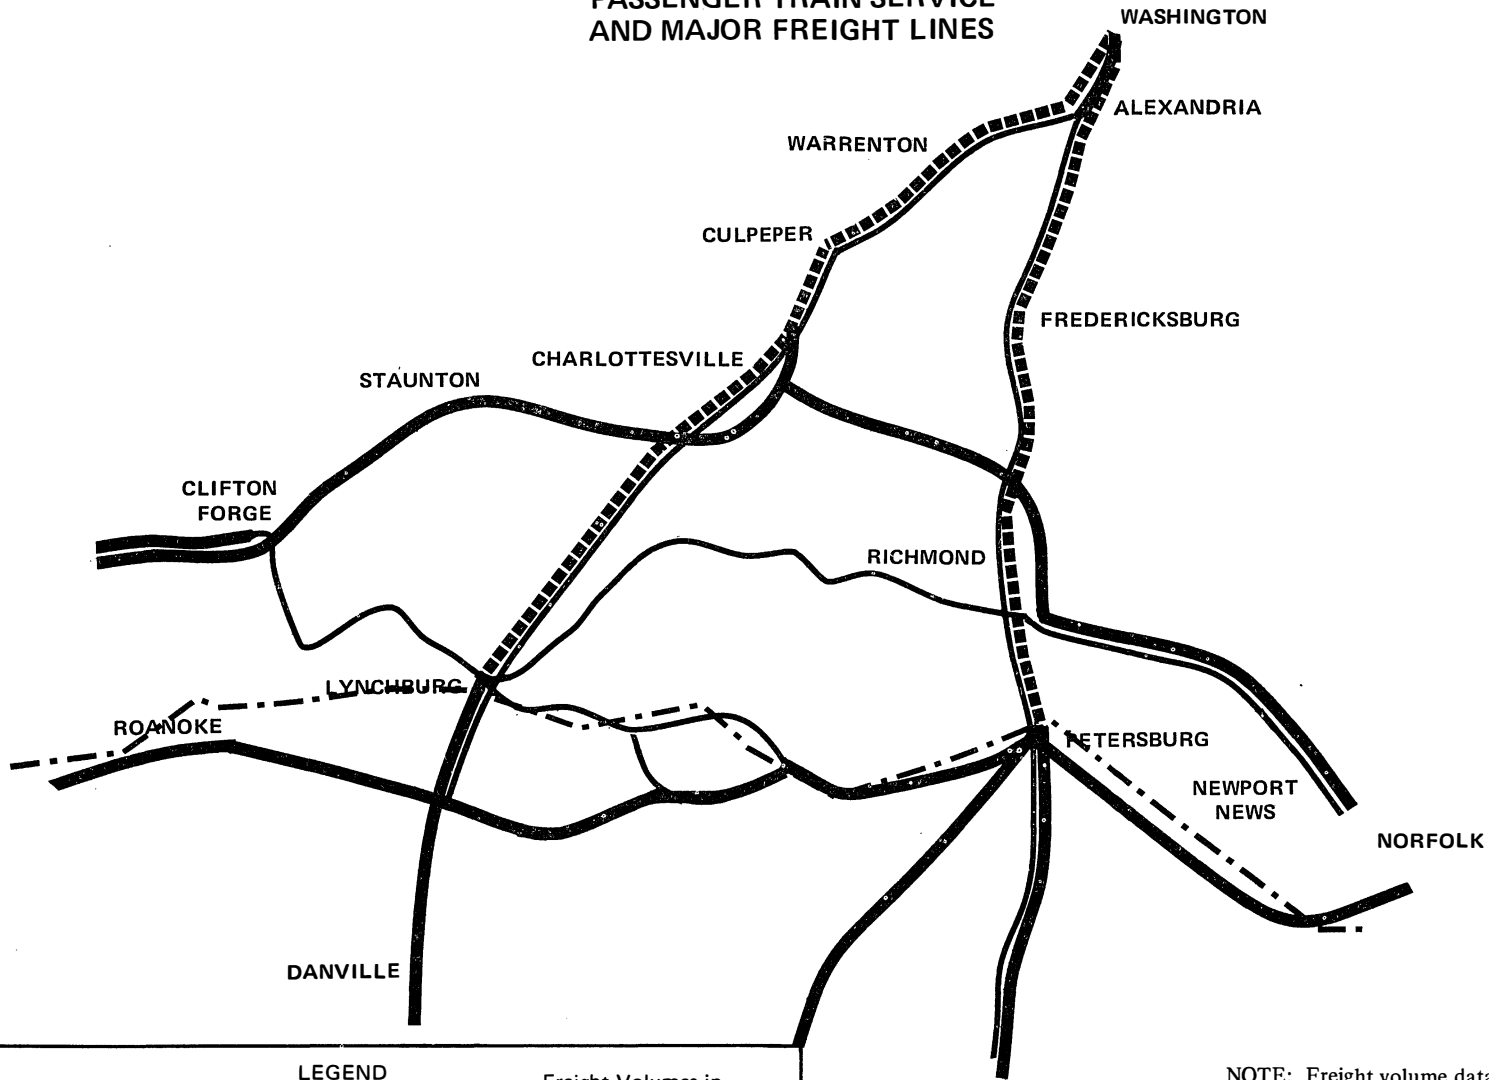 PASSENGER TRAIN SERVICE
AND MAJOR FREIGHT LINES
WASHINGTON
ALEXANDRIA
WARRENTON
CULPEPER
FREDERICKSBURG
CHARLOTTESVILLE
STAUNTON
CLIFTON
FORGE
RICHMOND
LYNCHBURG
ROANOKE
PETERSBURG
NEWPORT
NEWS
NORFOLK
DANVILLE
LEGEND
Freight Volumes in
NOTE: Freight volume data